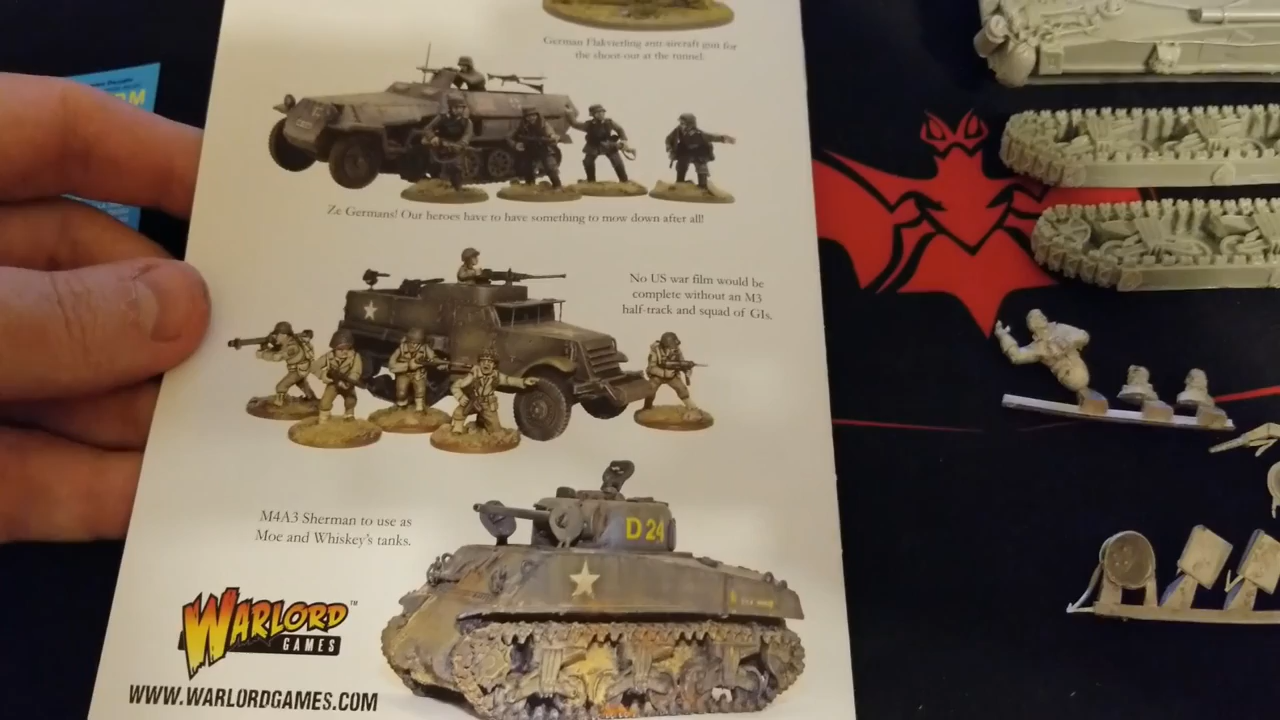 German Flakvierling anti-aircraft gun for
the shoot-out at the tunnel.
Ze Germans! Our heroes have to have something to mow down after all!
No US war film would be
complete without an M3
half-track and squad of GIs.
D 24
M4A3 Sherman to use as
Moe and Whiskey's tanks.
WARLORD™
GAMES
WWW.WARLORDGAMES.COM